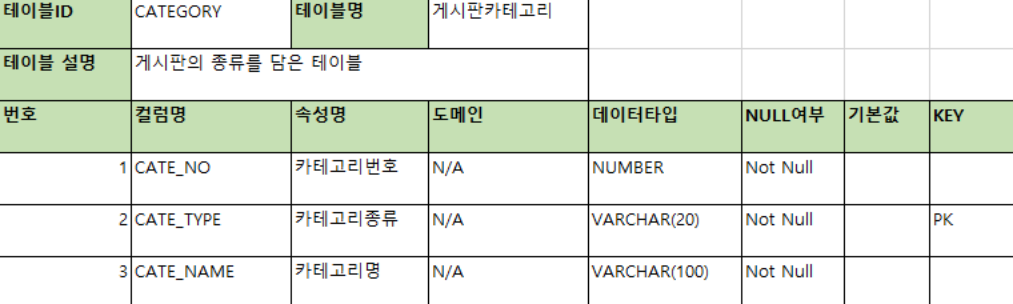 테이블ID CATEGORY 테이블명 게시판카테고리
테이블 설명 게시판의 종류를 담은 테이블
번호 컬럼명 속성명 도메인 데이터타입 NULL여부 기본값 KEY
1 CATE_NO 카테고리번호 N/A NUMBER Not Null
2 CATE_TYPE 카테고리종류 N/A VARCHAR(20) Not Null PK
3 CATE_NAME 카테고리명 N/A VARCHAR(100) Not Null